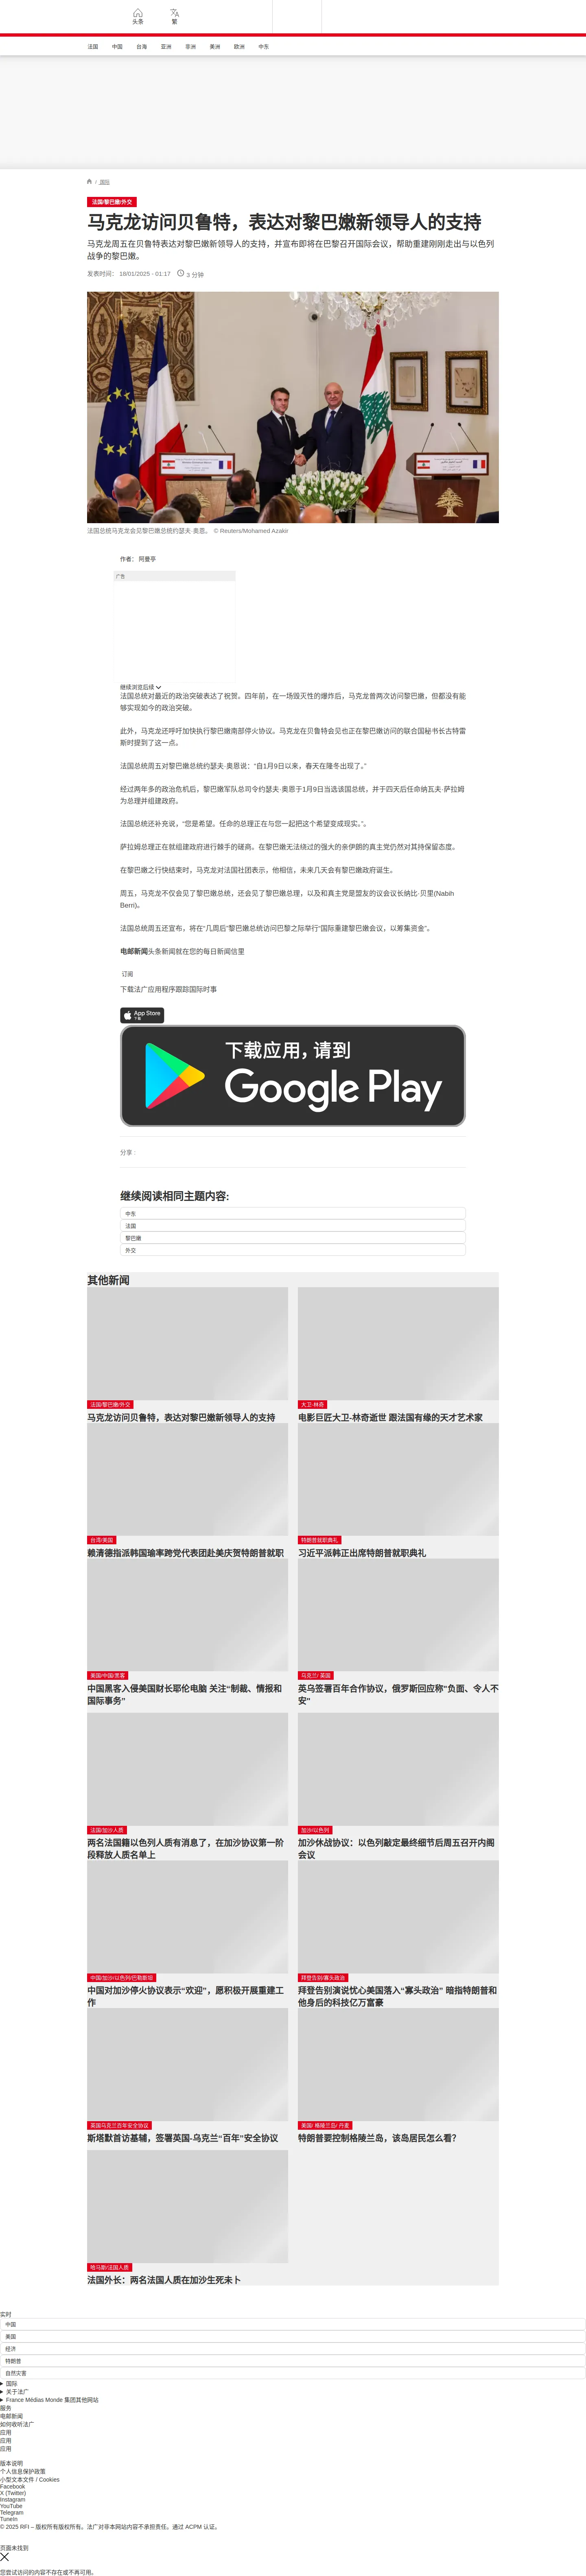 头条
繁
法国
中国
台海
亚洲
非洲
美洲
欧洲
中东
/ 国际
法国/黎巴嫩/外交
马克龙访问贝鲁特，表达对黎巴嫩新领导人的支持
马克龙周五在贝鲁特表达对黎巴嫩新领导人的支持，并宣布即将在巴黎召开国际会议，帮助重建刚刚走出与以色列
战争的黎巴嫩。
发表时间： 18/01/2025 - 01:17
3 分钟
法国总统马克龙会见黎巴嫩总统约瑟夫·奥恩。 © Reuters/Mohamed Azakir
作者： 阿曼亭
广告
继续浏览后续
法国总统对最近的政治突破表达了祝贺。四年前，在一场毁灭性的爆炸后，马克龙曾两次访问黎巴嫩，但都没有能
够实现如今的政治突破。
此外，马克龙还呼吁加快执行黎巴嫩南部停火协议。马克龙在贝鲁特会见也正在黎巴嫩访问的联合国秘书长古特雷
斯时提到了这一点。
法国总统周五对黎巴嫩总统约瑟夫·奥恩说：“自1月9日以来，春天在隆冬出现了。”
经过两年多的政治危机后，黎巴嫩军队总司令约瑟夫·奥恩于1月9日当选该国总统，并于四天后任命纳瓦夫·萨拉姆
为总理并组建政府。
法国总统还补充说，“您是希望。任命的总理正在与您一起把这个希望变成现实。”。
萨拉姆总理正在就组建政府进行棘手的磋商。在黎巴嫩无法绕过的强大的亲伊朗的真主党仍然对其持保留态度。
在黎巴嫩之行快结束时，马克龙对法国社团表示，他相信，未来几天会有黎巴嫩政府诞生。
周五，马克龙不仅会见了黎巴嫩总统，还会见了黎巴嫩总理，以及和真主党是盟友的议会议长纳比·贝里(Nabih
Berri)。
法国总统周五还宣布，将在“几周后”黎巴嫩总统访问巴黎之际举行“国际重建黎巴嫩会议，以筹集资金”。
电邮新闻头条新闻就在您的每日新闻信里
订阅
下载法广应用程序跟踪国际时事
App Store
下载
下载应用，请到
Google Play
分享 :
继续阅读相同主题内容:
中东
法国
黎巴嫩
外交
其他新闻
法国/黎巴嫩/外交
马克龙访问贝鲁特，表达对黎巴嫩新领导人的支持
大卫-林奇
电影巨匠大卫-林奇逝世 跟法国有缘的天才艺术家
台湾/美国
赖清德指派韩国瑜率跨党代表团赴美庆贺特朗普就职
特朗普就职典礼
习近平派韩正出席特朗普就职典礼
美国/中国/黑客
中国黑客入侵美国财长耶伦电脑 关注“制裁、情报和
国际事务”
乌克兰/ 英国
英乌签署百年合作协议，俄罗斯回应称"负面、令人不
安"
法国/加沙人质
两名法国籍以色列人质有消息了，在加沙协议第一阶
段释放人质名单上
加沙/以色列
加沙休战协议：以色列敲定最终细节后周五召开内阁
会议
中国/加沙/以色列/巴勒斯坦
中国对加沙停火协议表示“欢迎”，愿积极开展重建工
作
拜登告别/寡头政治
拜登告别演说忧心美国落入“寡头政治” 暗指特朗普和
他身后的科技亿万富豪
英国乌克兰百年安全协议
斯塔默首访基辅，签署英国-乌克兰“百年”安全协议
美国/ 格陵兰岛/ 丹麦
特朗普要控制格陵兰岛，该岛居民怎么看?
哈马斯/法国人质
法国外长：两名法国人质在加沙生死未卜
实时
中国
美国
经济
特朗普
自然灾害
国际
关于法广
France Médias Monde 集团其他网站
服务
电邮新闻
如何收听法广
应用
应用
应用
版本说明
个人信息保护政策
小型文本文件 / Cookies
Facebook
X (Twitter)
Instagram
YouTube
Telegram
TuneIn
© 2025 RFI – 版权所有版权所有。法广对非本网站内容不承担责任。通过 ACPM 认证。
页面未找到
您尝试访问的内容不存在或不再可用。